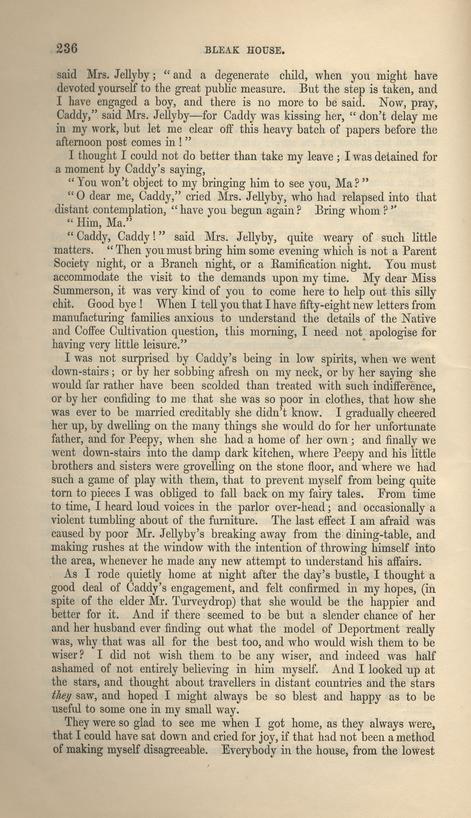 236 BLEAK HOUSE.
said Mrs. Jellyby; “and a degenerate child, when you might have
devoted yourself to the great public measure. But the step is taken, and
I have engaged a boy, and there is no more to be said. Now, pray,
Caddy,” said Mrs. Jellyby—for Caddy was kissing her, “don't delay me
in my work, but let me clear off this heavy batch of papers before the
afternoon post comes in!”
I thought I could not do better than take my leave; I was detained for
a moment by Caddy's saying,
“You won't object to my bringing him to see you, Ma?”
“O dear me, Caddy,” cried Mrs. Jellyby, who had relapsed into that
distant contemplation, “have you begun again? Bring whom?”
“Him, Ma.”
“Caddy, Caddy!” said Mrs. Jellyby, quite weary of such little
matters. “Then you must bring him some evening which is not a Parent
Society night, or a Branch night, or a Ramification night. You must
accommodate the visit to the demands upon my time. My dear Miss
Summerson, it was very kind of you to come here to help out this silly
chit. Good bye! When I tell you that I have fifty-eight new letters from
manufacturing families anxious to understand the details of the Native
and Coffee Cultivation question, this morning, I need not apologise for
having very little leisure.”
I was not surprised by Caddy's being in low spirits, when we went
down-stairs; or by her sobbing afresh on my neck, or by her saying she
would far rather have been scolded than treated with such indifference,
or by her confiding to me that she was so poor in clothes, that how she
was ever to be married creditably she didn't know. I gradually cheered
her up, by dwelling on the many things she would do for her unfortunate
father, and for Peepy, when she had a home of her own; and finally we
went down-stairs into the damp dark kitchen, where Peepy and his little
brothers and sisters were grovelling on the stone floor, and where we had
such a game of play with them, that to prevent myself from being quite
torn to pieces I was obliged to fall back on my fairy tales. From time
to time, I heard loud voices in the parlor over-head; and occasionally a
violent tumbling about of the furniture. The last effect I am afraid was
caused by poor Mr. Jellyby's breaking away from the dining-table, and
making rushes at the window with the intention of throwing himself into
the area, whenever he made any new attempt to understand his affairs.
As I rode quietly home at night after the day's bustle, I thought a
good deal of Caddy's engagement, and felt confirmed in my hopes, (in
spite of the elder Mr. Turveydrop) that she would be the happier and
better for it. And if there seemed to be but a slender chance of her
and her husband ever finding out what the model of Deportment really
was, why that was all for the best too, and who would wish them to be
wiser? I did not wish them to be any wiser, and indeed was half
ashamed of not entirely believing in him myself. And I looked up at
the stars, and thought about travellers in distant countries and the stars
they saw, and hoped I might always be so blest and happy as to be
useful to some one in my small way.
They were so glad to see me when I got home, as they always were,
that I could have sat down and cried for joy, if that had not been a method
of making myself disagreeable. Everybody in the house, from the lowest